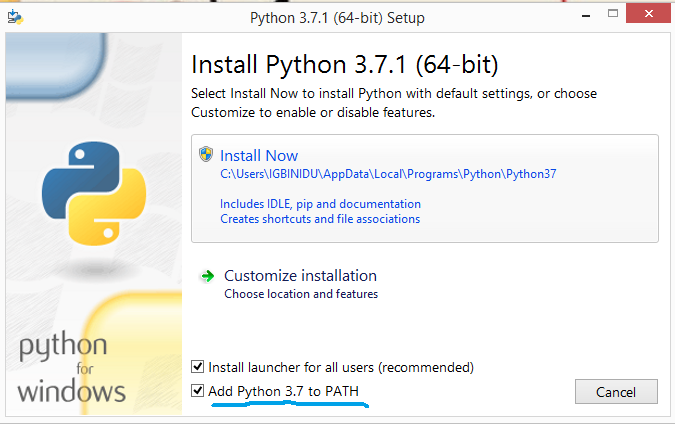 Python 3.7.1 (64-bit) Setup
Install Python 3.7.1 (64-bit)
Select Install Now to install Python with default settings, or choose
Customize to enable or disable features.
Install Now
C:\Users\IGBINIDU\AppData\Local\Programs\Python\Python37
Includes IDLE, pip and documentation
Creates shortcuts and file associations
Customize installation
Choose location and features
python
for
windows
Install launcher for all users (recommended)
Add Python 3.7 to PATH
Cancel